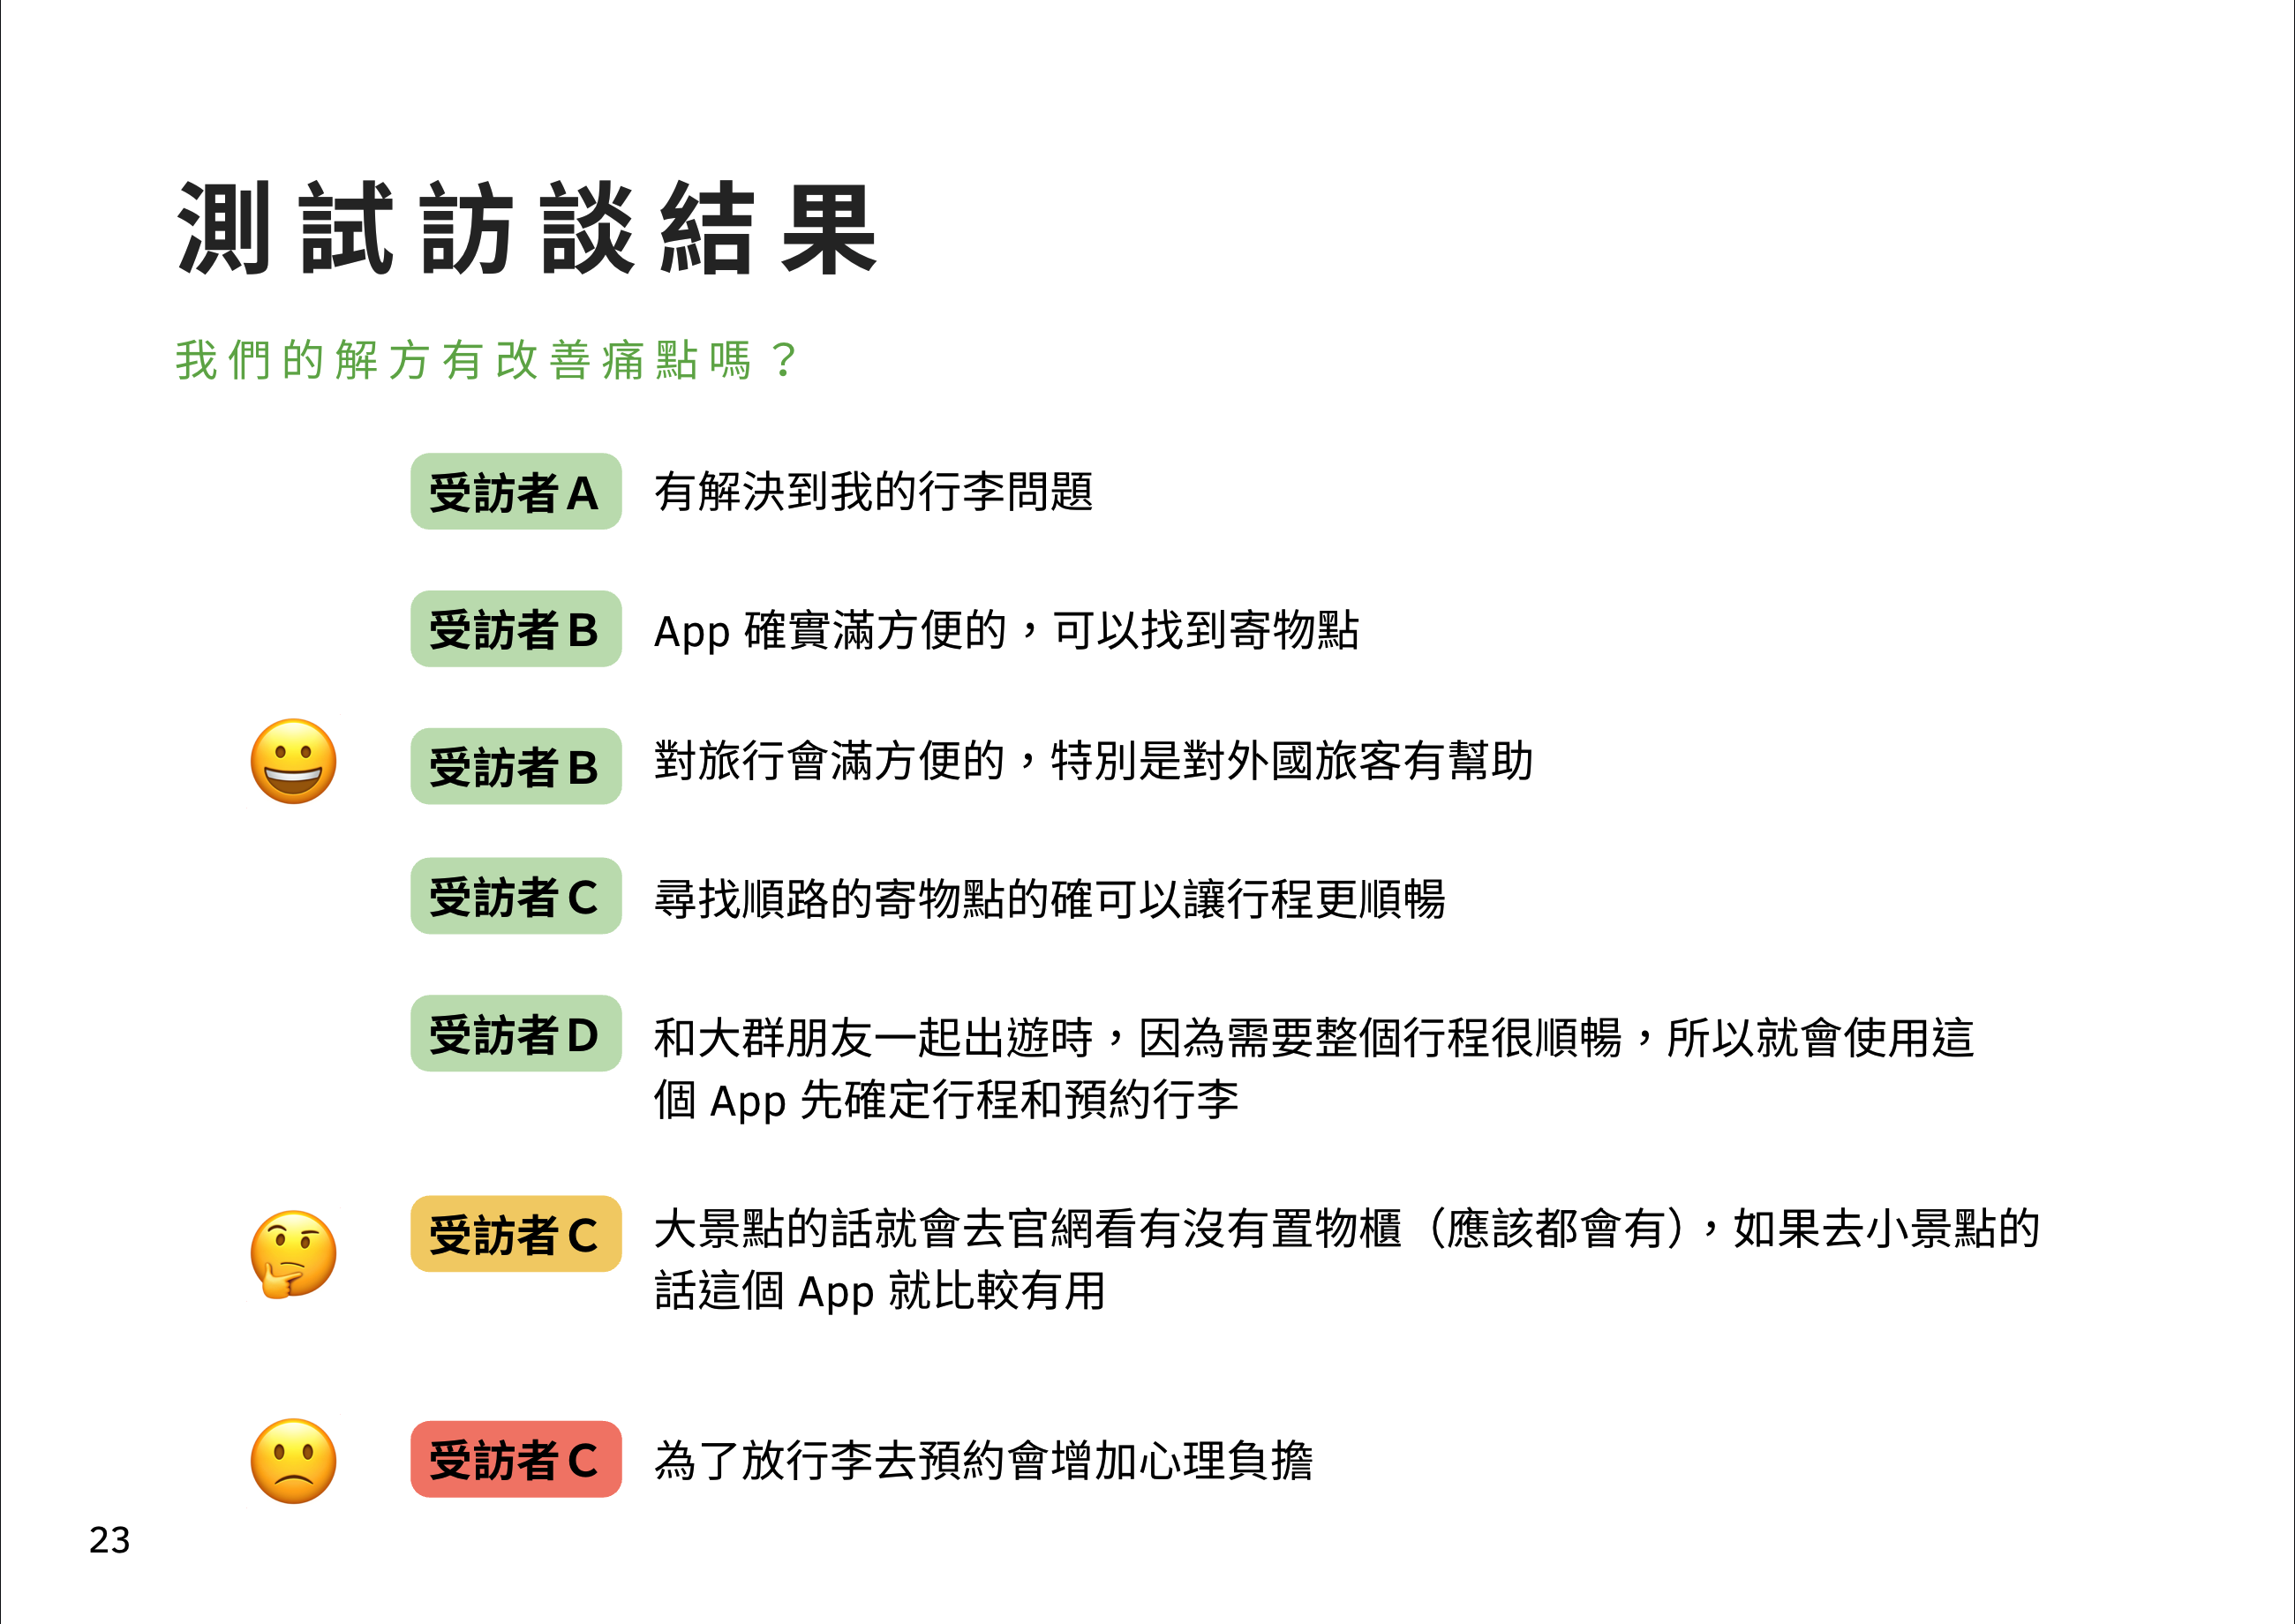 測試訪談結果
我們的解方有改善痛點嗎？
受訪者 A 有解決到我的行李問題
受訪者 B App 確實滿方便的，可以找到寄物點
受訪者 B 對旅行會滿方便的，特別是對外國旅客有幫助
受訪者 C 尋找順路的寄物點的確可以讓行程更順暢
受訪者 D 和大群朋友一起出遊時，因為需要整個行程很順暢，所以就會使用這
個 App 先確定行程和預約行李
受訪者 C 大景點的話就會去官網看有沒有置物櫃（應該都會有），如果去小景點的
話這個 App 就比較有用
受訪者 C 為了放行李去預約會增加心理負擔
23